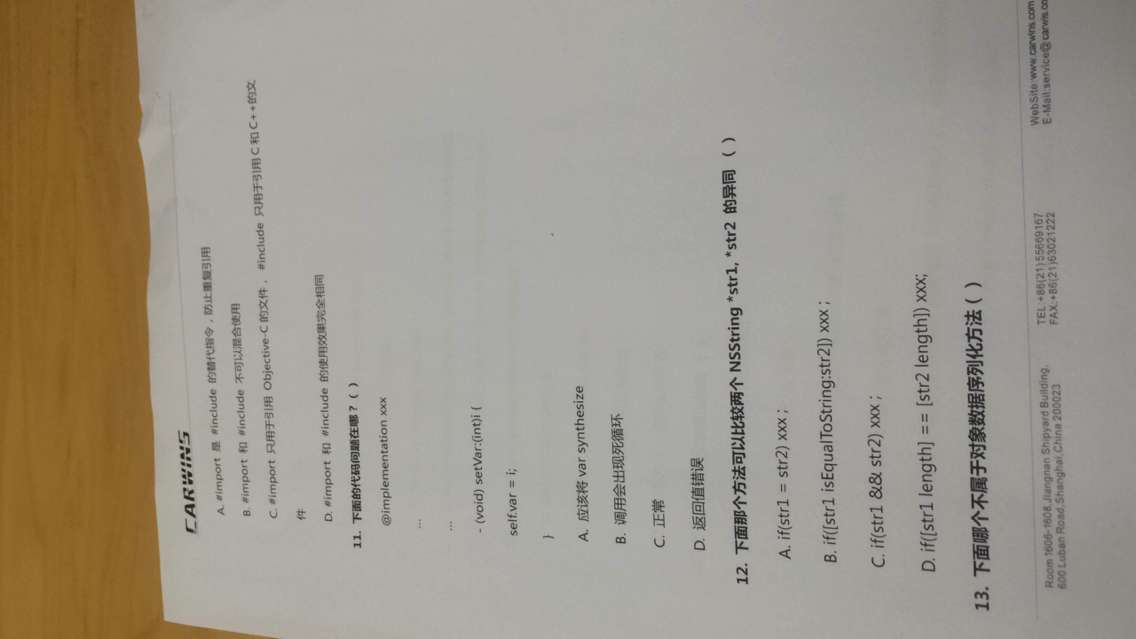 CARWINS
A. #import 是 #include 的替代指令，防止重复引用
B. #import 和 #include 不可以混合使用
C. #import 只用于引用 Objective-C 的文件， #include 只用于引用 C 和 C++的文
件
D. #import 和 #include 的使用效果完全相同
11. 下面的代码问题在哪？( )
@implementation xxx
...
...
- (void) setVar:(int)i {
self.var = i;
}
A. 应该将 var synthesize
B. 调用会出现死循环
C. 正常
D. 返回值错误
12. 下面那个方法可以比较两个 NSString *str1, *str2 的异同 ( )
A. if(str1 = str2) xxx ;
B. if([str1 isEqualToString:str2]) xxx ;
C. if(str1 && str2) xxx ;
D. if([str1 length] == [str2 length]) xxx;
13. 下面哪个不属于对象数据序列化方法 ( )
Room 1606-1608,Jiangnan Shipyard Building, TEL:+86(21)55669167 WebSite:www.carwins.com
600 Luban Road,Shanghai,China 200023 FAX:+86(21)63021222 E-Mail:service@carwis.co